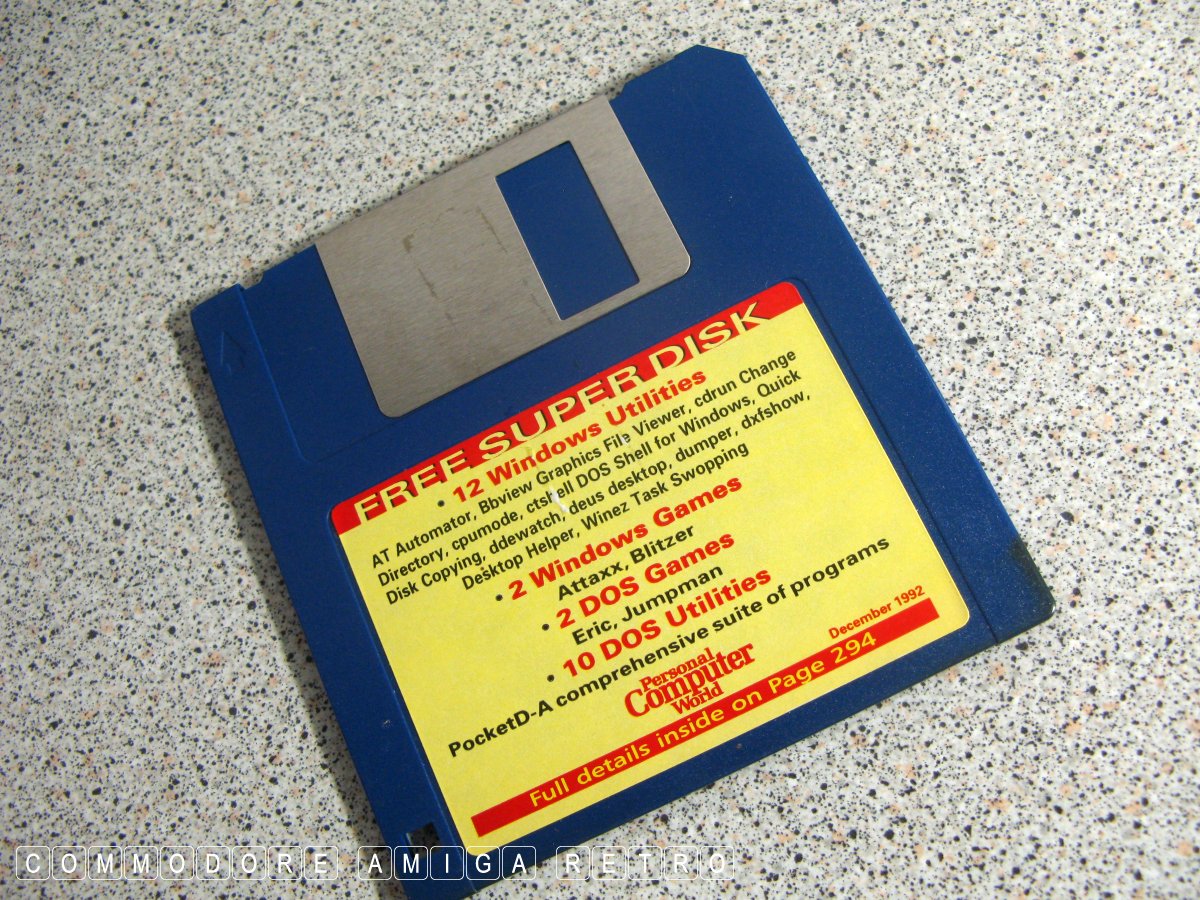 FREE SUPER DISK
• 12 Windows Utilities
AT Automator, Bbview Graphics File Viewer, cdrun Change
Directory, cpumode, ctshell DOS Shell for Windows, Quick
Disk Copying, ddewatch, deus desktop, dumper, dxfshow,
Desktop Helper, Winez Task Swopping
• 2 Windows Games
Attaxx, Blitzer
• 2 DOS Games
Eric, Jumpman
• 10 DOS Utilities
PocketD-A comprehensive suite of programs
Personal
Computer
World
December 1992
Full details inside on Page 294
COMMODORE AMIGA RETRO